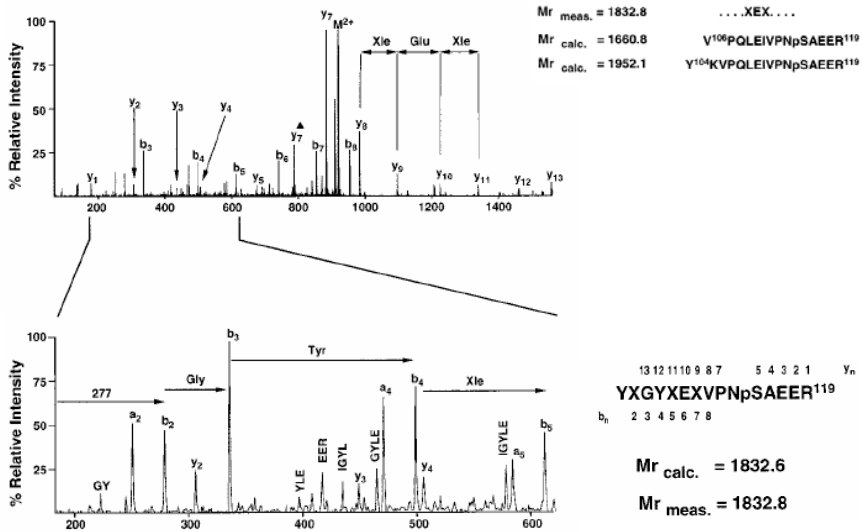 Mr meas. = 1832.8 ....XEX....
Mr calc. = 1660.8 V106PQLEIVPNpSAEER119
Mr calc. = 1952.1 Y104KVPQLEIVPNpSAEER119
% Relative Intensity
100
75
50
25
y7
M2+
Xle
Glu
Xle
y2
y3
y4
▲
y7
y8
b3
b4
b6
b7
b8
y1
b5
y5
y9
y10
y11
y12
y13
200 400 600 800 1000 1200 1400
% Relative Intensity
100
75
50
25
b3
Tyr
Gly
277
a4
b4
Xle
a2
b2
y2
GY
YLE
EER
IGYL
y3
GYLE
y4
IGYLE
a5
b5
200 300 400 500 600
13 12 11 10 9 8 7 5 4 3 2 1 yn
YXGYXEXVPNpSAEER119
bn 2 3 4 5 6 7 8
Mr calc. = 1832.6
Mr meas. = 1832.8